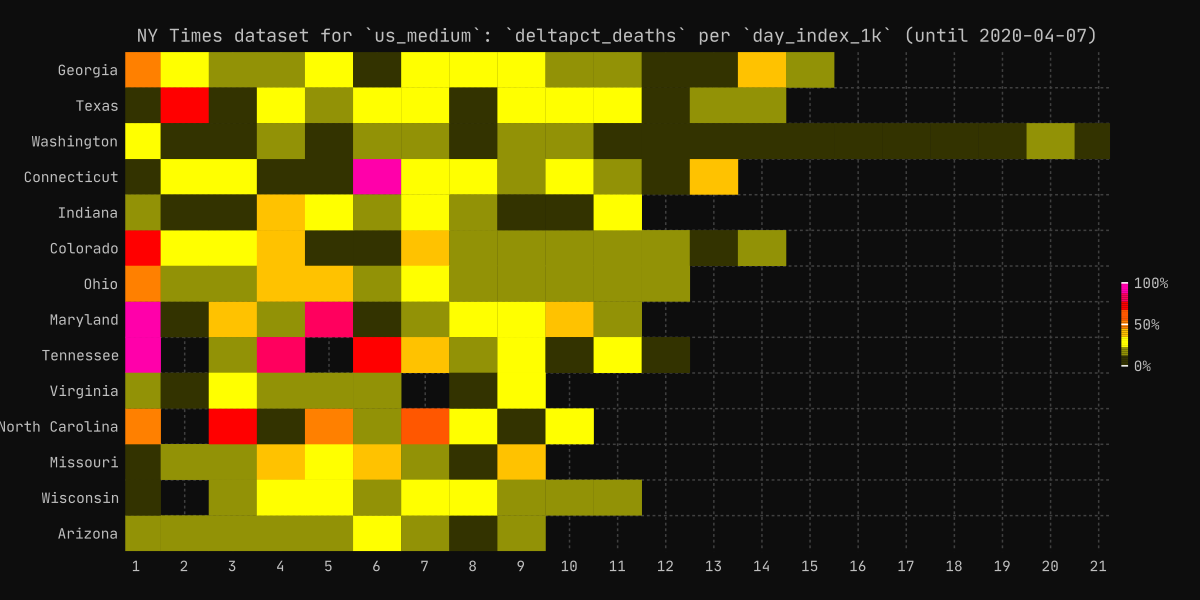 NY Times dataset for `us_medium`: `deltapct_deaths` per `day_index_1k` (until 2020-04-07)
Georgia
Texas
Washington
Connecticut
Indiana
Colorado
Ohio
Maryland
Tennessee
Virginia
North Carolina
Missouri
Wisconsin
Arizona
100%
50%
0%
1 2 3 4 5 6 7 8 9 10 11 12 13 14 15 16 17 18 19 20 21